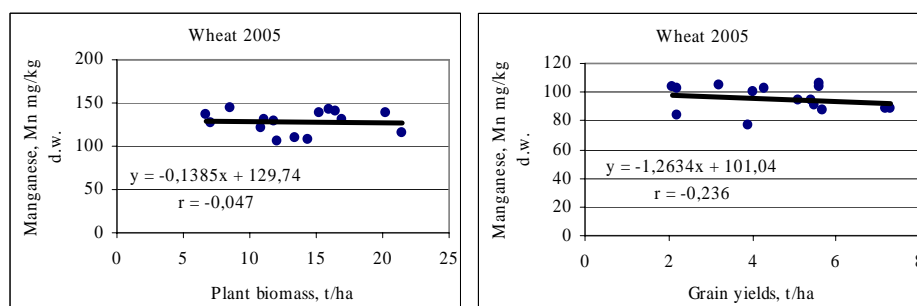 Wheat 2005
Manganese, Mn mg/kg
d.w.
200
150
100
50
0
y = -0,1385x + 129,74
r = -0,047
0 5 10 15 20 25
Plant biomass, t/ha
Wheat 2005
Manganese, Mn mg/kg
d.w.
120
100
80
60
40
20
0
y = -1,2634x + 101,04
r = -0,236
0 2 4 6 8
Grain yields, t/ha